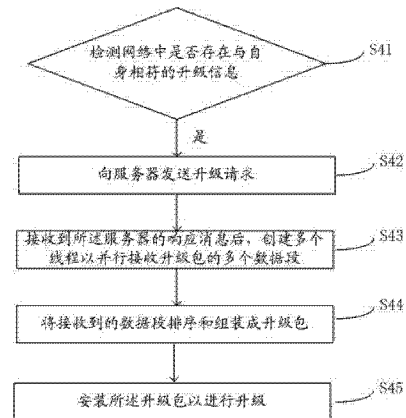 检测网络中是否存在与自
身相符的升级信息
S41
是
向服务器发送升级请求
S42
接收到所述服务器的响应消息后，创建多个
线程以并行接收升级包的多个数据段
S43
将接收到的数据段排序和组装成升级包
S44
安装所述升级包以进行升级
S45